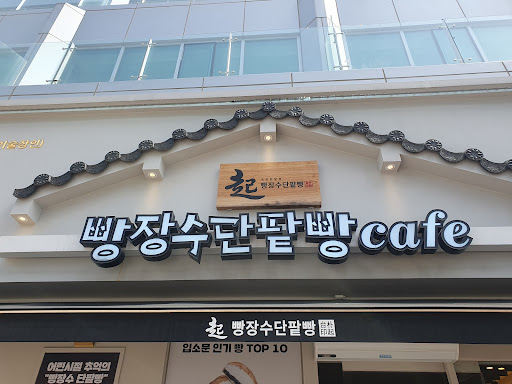 起 빵장수단팥빵
빵장수단팥빵cafe
起 빵장수단팥빵
어린시절 추억의
"빵장수 단팥빵"
입소문 인기 빵 TOP 10